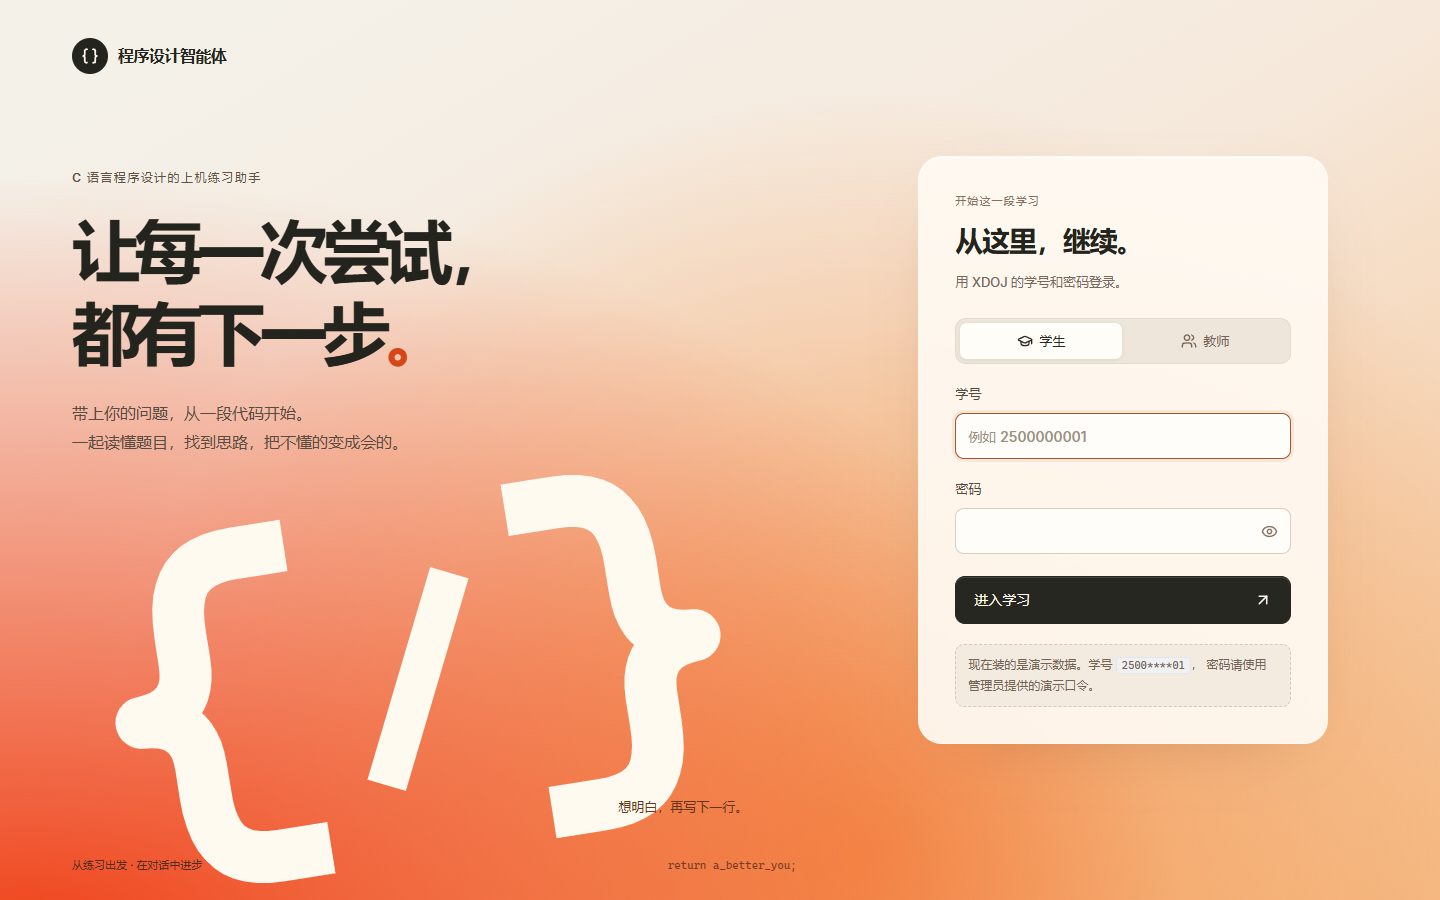 {} 程序设计智能体
C 语言程序设计的上机练习助手
让每一次尝试，
都有下一步。
带上你的问题，从一段代码开始。
一起读懂题目，找到思路，把不懂的变成会的。
{/}
想明白，再写下一行。
从练习出发 · 在对话中进步
return a_better_you;
开始这一段学习
从这里，继续。
用 XDOJ 的学号和密码登录。
学生
教师
学号
例如 2500000001
密码
进入学习
现在装的是演示数据。学号 2500****01 ， 密码请使用
管理员提供的演示口令。